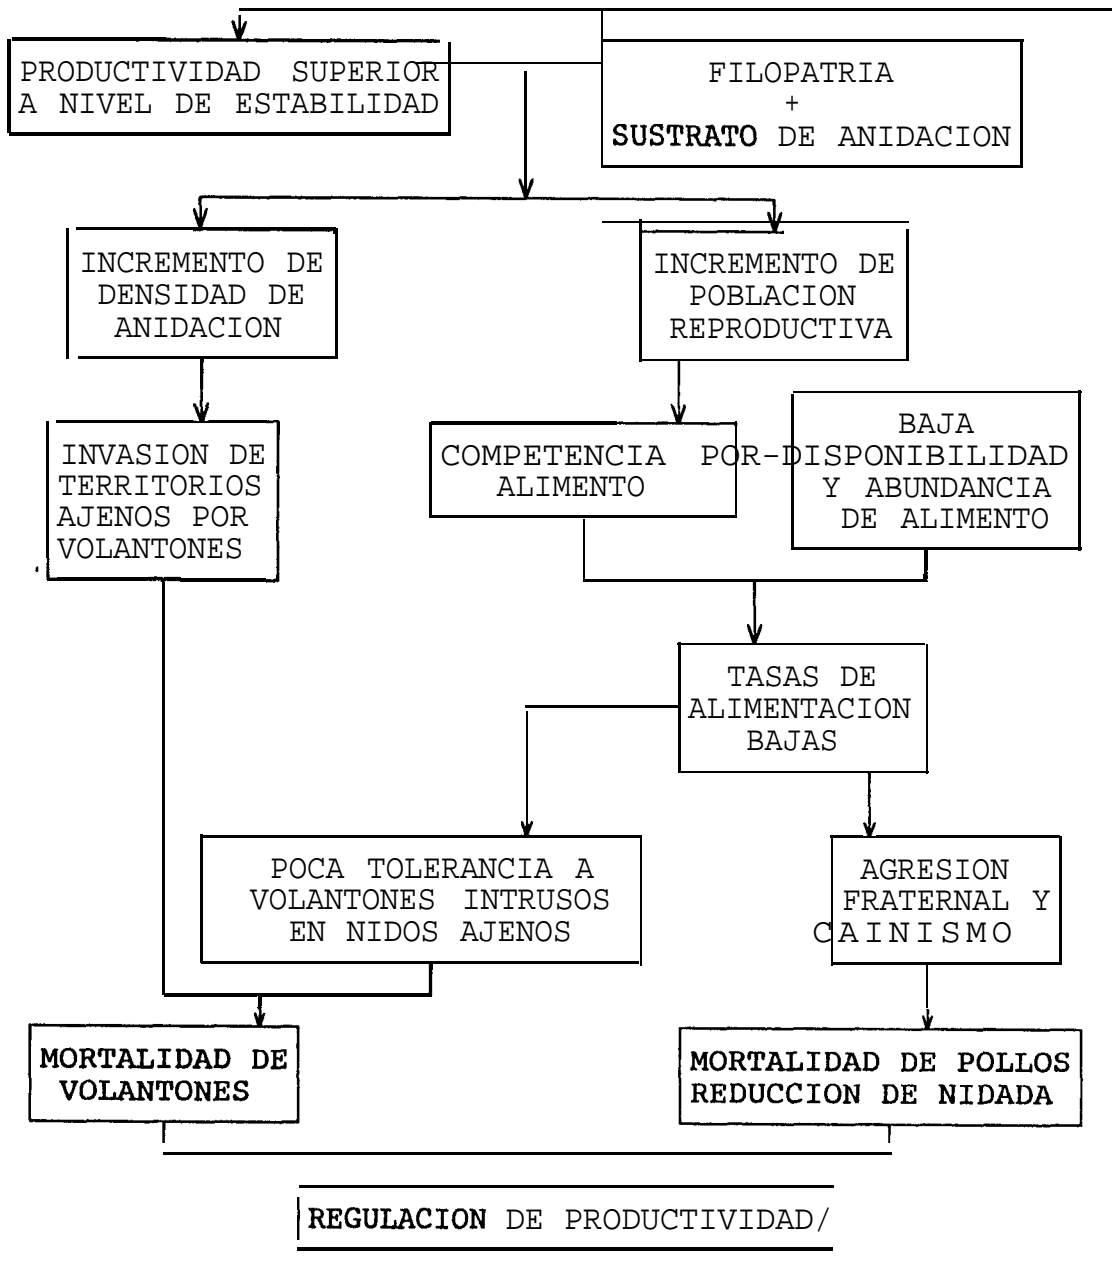 PRODUCTIVIDAD SUPERIOR
A NIVEL DE ESTABILIDAD
FILOPATRIA
+
SUSTRATO DE ANIDACION
INCREMENTO DE
DENSIDAD DE
ANIDACION
INCREMENTO DE
POBLACION
REPRODUCTIVA
INVASION DE
TERRITORIOS
AJENOS POR
VOLANTONES
COMPETENCIA POR-
ALIMENTO
BAJA
DISPONIBILIDAD
Y ABUNDANCIA
DE ALIMENTO
TASAS DE
ALIMENTACION
BAJAS
POCA TOLERANCIA A
VOLANTONES INTRUSOS
EN NIDOS AJENOS
AGRESION
FRATERNAL Y
CAINISMO
MORTALIDAD DE
VOLANTONES
MORTALIDAD DE POLLOS
REDUCCION DE NIDADA
REGULACION DE PRODUCTIVIDAD/